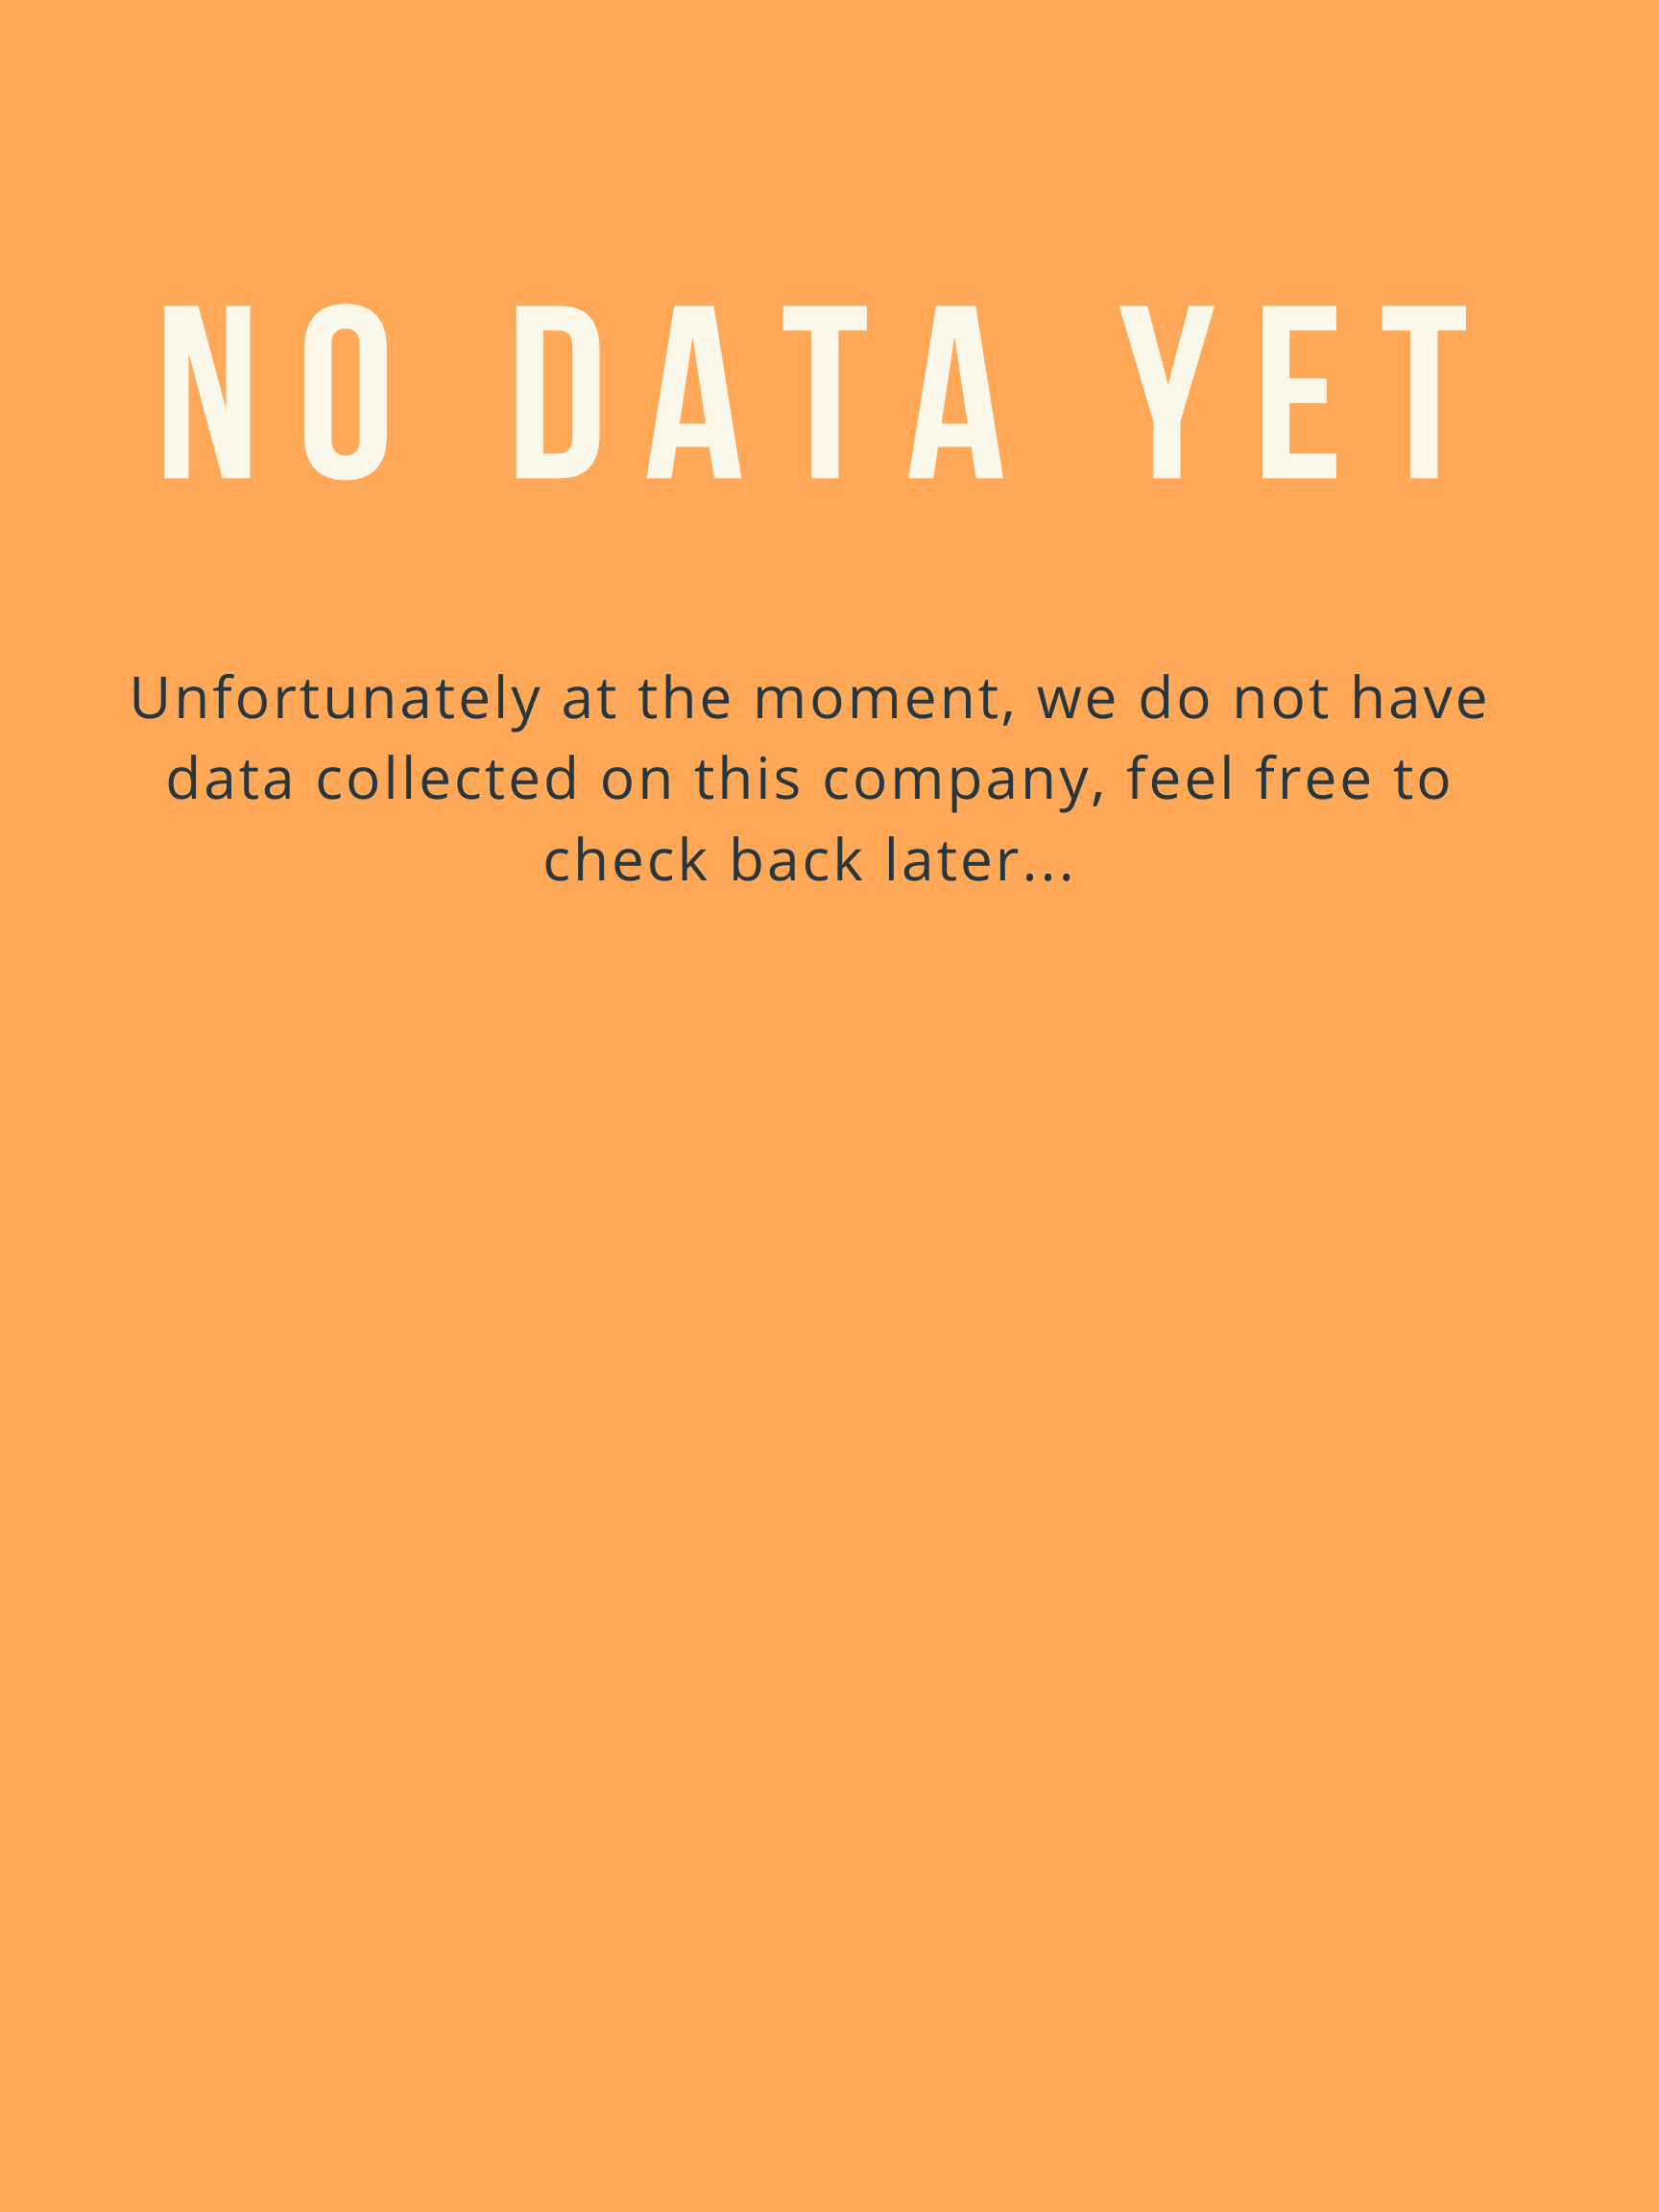 NO DATA YET
Unfortunately at the moment, we do not have
data collected on this company, feel free to
check back later...